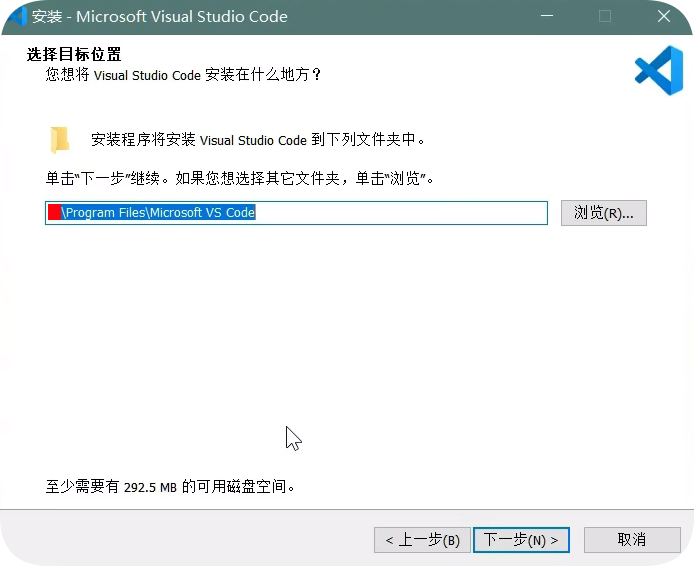 安装 - Microsoft Visual Studio Code
选择目标位置
您想将 Visual Studio Code 安装在什么地方？
安装程序将安装 Visual Studio Code 到下列文件夹中。
单击“下一步”继续。如果您想选择其它文件夹，单击“浏览”。
\Program Files\Microsoft VS Code
浏览(R)...
至少需要有 292.5 MB 的可用磁盘空间。
< 上一步(B)
下一步(N) >
取消